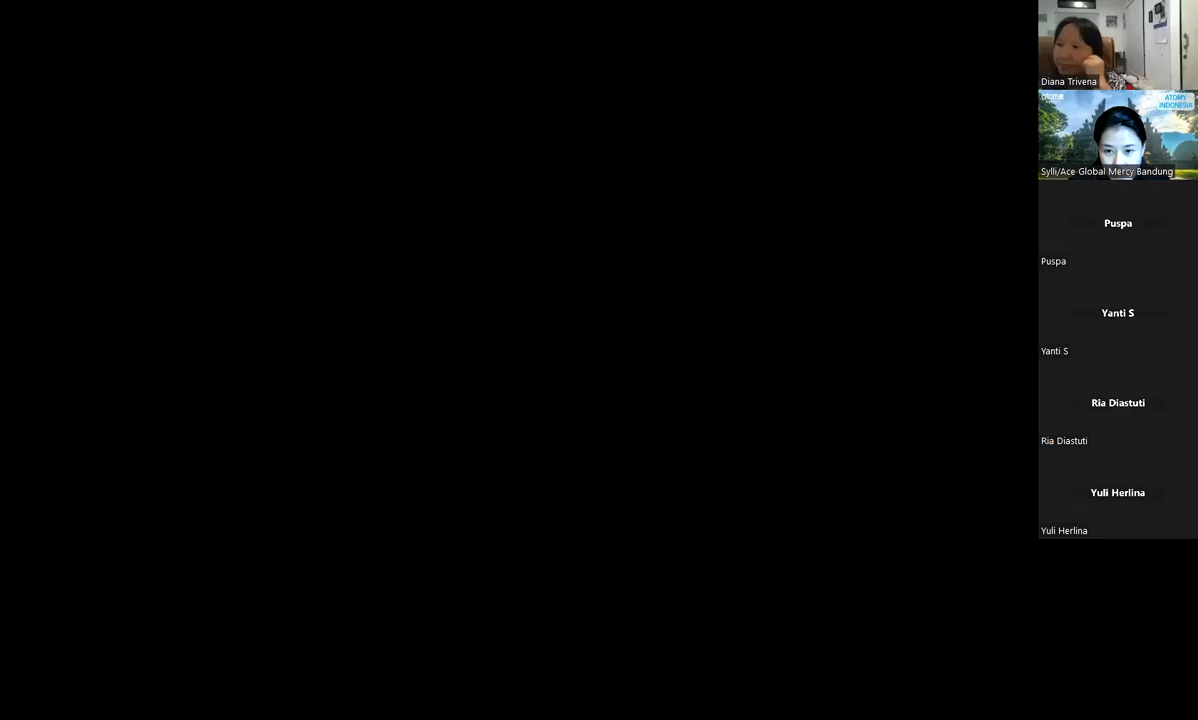 Diana Trivena
ATOMY
INDONESIA
Sylli/Ace Global Mercy Bandung
Puspa
Puspa
Yanti S
Yanti S
Ria Diastuti
Ria Diastuti
Yuli Herlina
Yuli Herlina